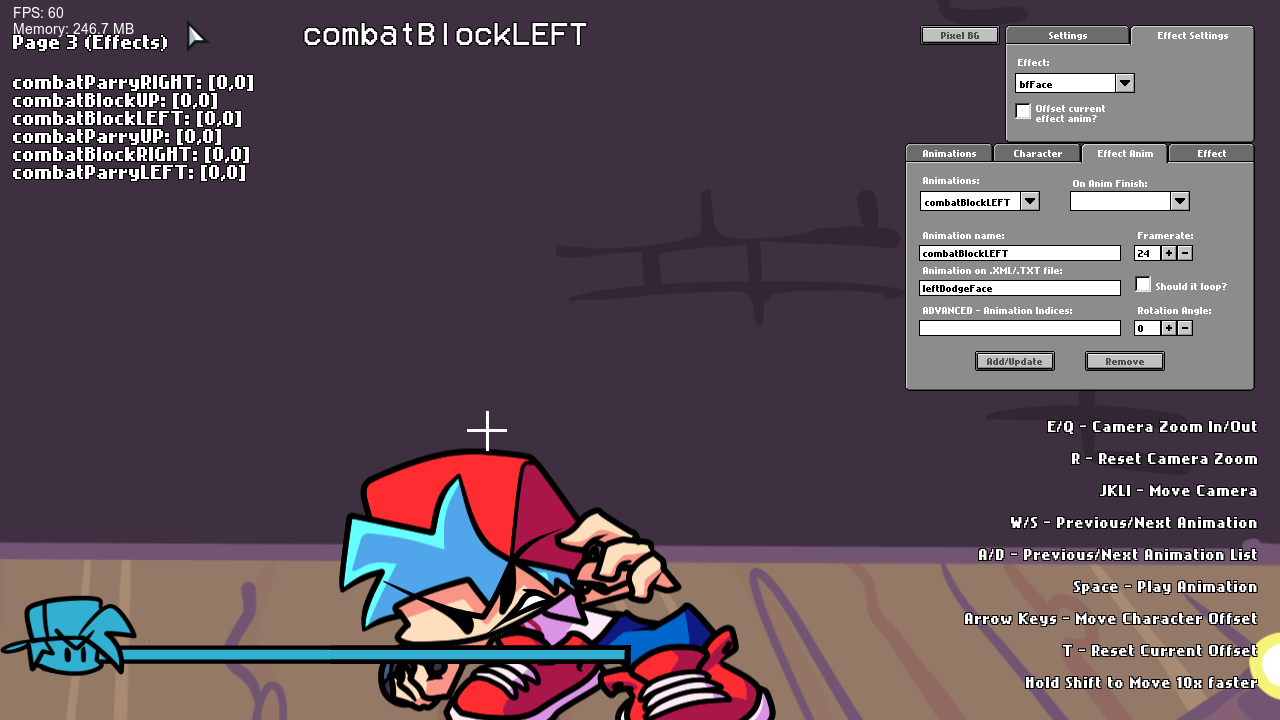 FPS: 60
Memory: 246.7 MB
Page 3 (Effects)
combatBlockLEFT
combatParryRIGHT: [0,0]
combatBlockUP: [0,0]
combatBlockLEFT: [0,0]
combatParryUP: [0,0]
combatBlockRIGHT: [0,0]
combatParryLEFT: [0,0]
Pixel BG
Settings
Effect Settings
Effect:
bfFace
Offset current
effect anim?
Animations
Character
Effect Anim
Effect
Animations:
On Anim Finish:
combatBlockLEFT
Animation name:
Framerate:
combatBlockLEFT
24
+
-
Animation on .XML/.TXT file:
leftDodgeFace
Should it loop?
ADVANCED - Animation Indices:
Rotation Angle:
0
+
-
Add/Update
Remove
E/Q - Camera Zoom In/Out
R - Reset Camera Zoom
JKLI - Move Camera
W/S - Previous/Next Animation
A/D - Previous/Next Animation List
Space - Play Animation
Arrow Keys - Move Character Offset
T - Reset Current Offset
Hold Shift to Move 10x faster